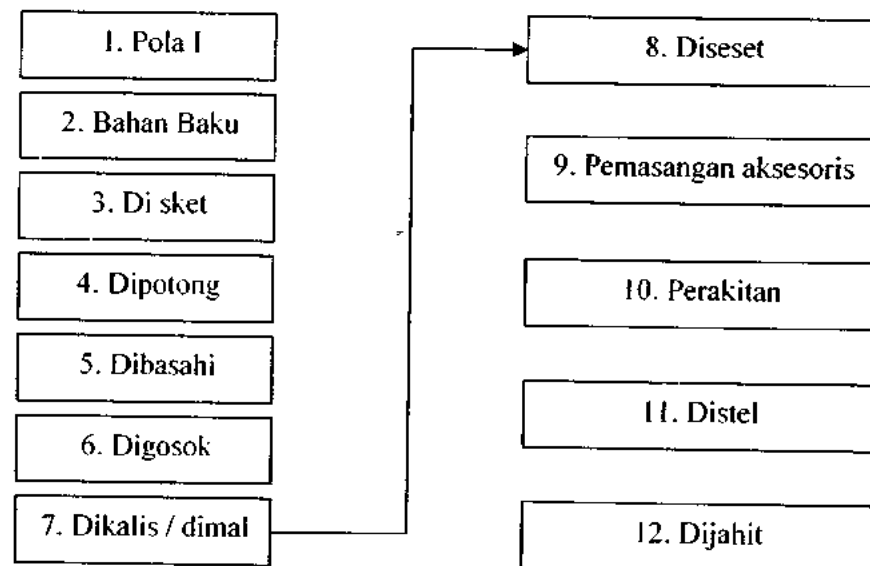 1. Pola I
2. Bahan Baku
3. Di sket
4. Dipotong
5. Dibasahi
6. Digosok
7. Dikalis / dimal
8. Diseset
9. Pemasangan aksesoris
10. Perakitan
11. Distel
12. Dijahit